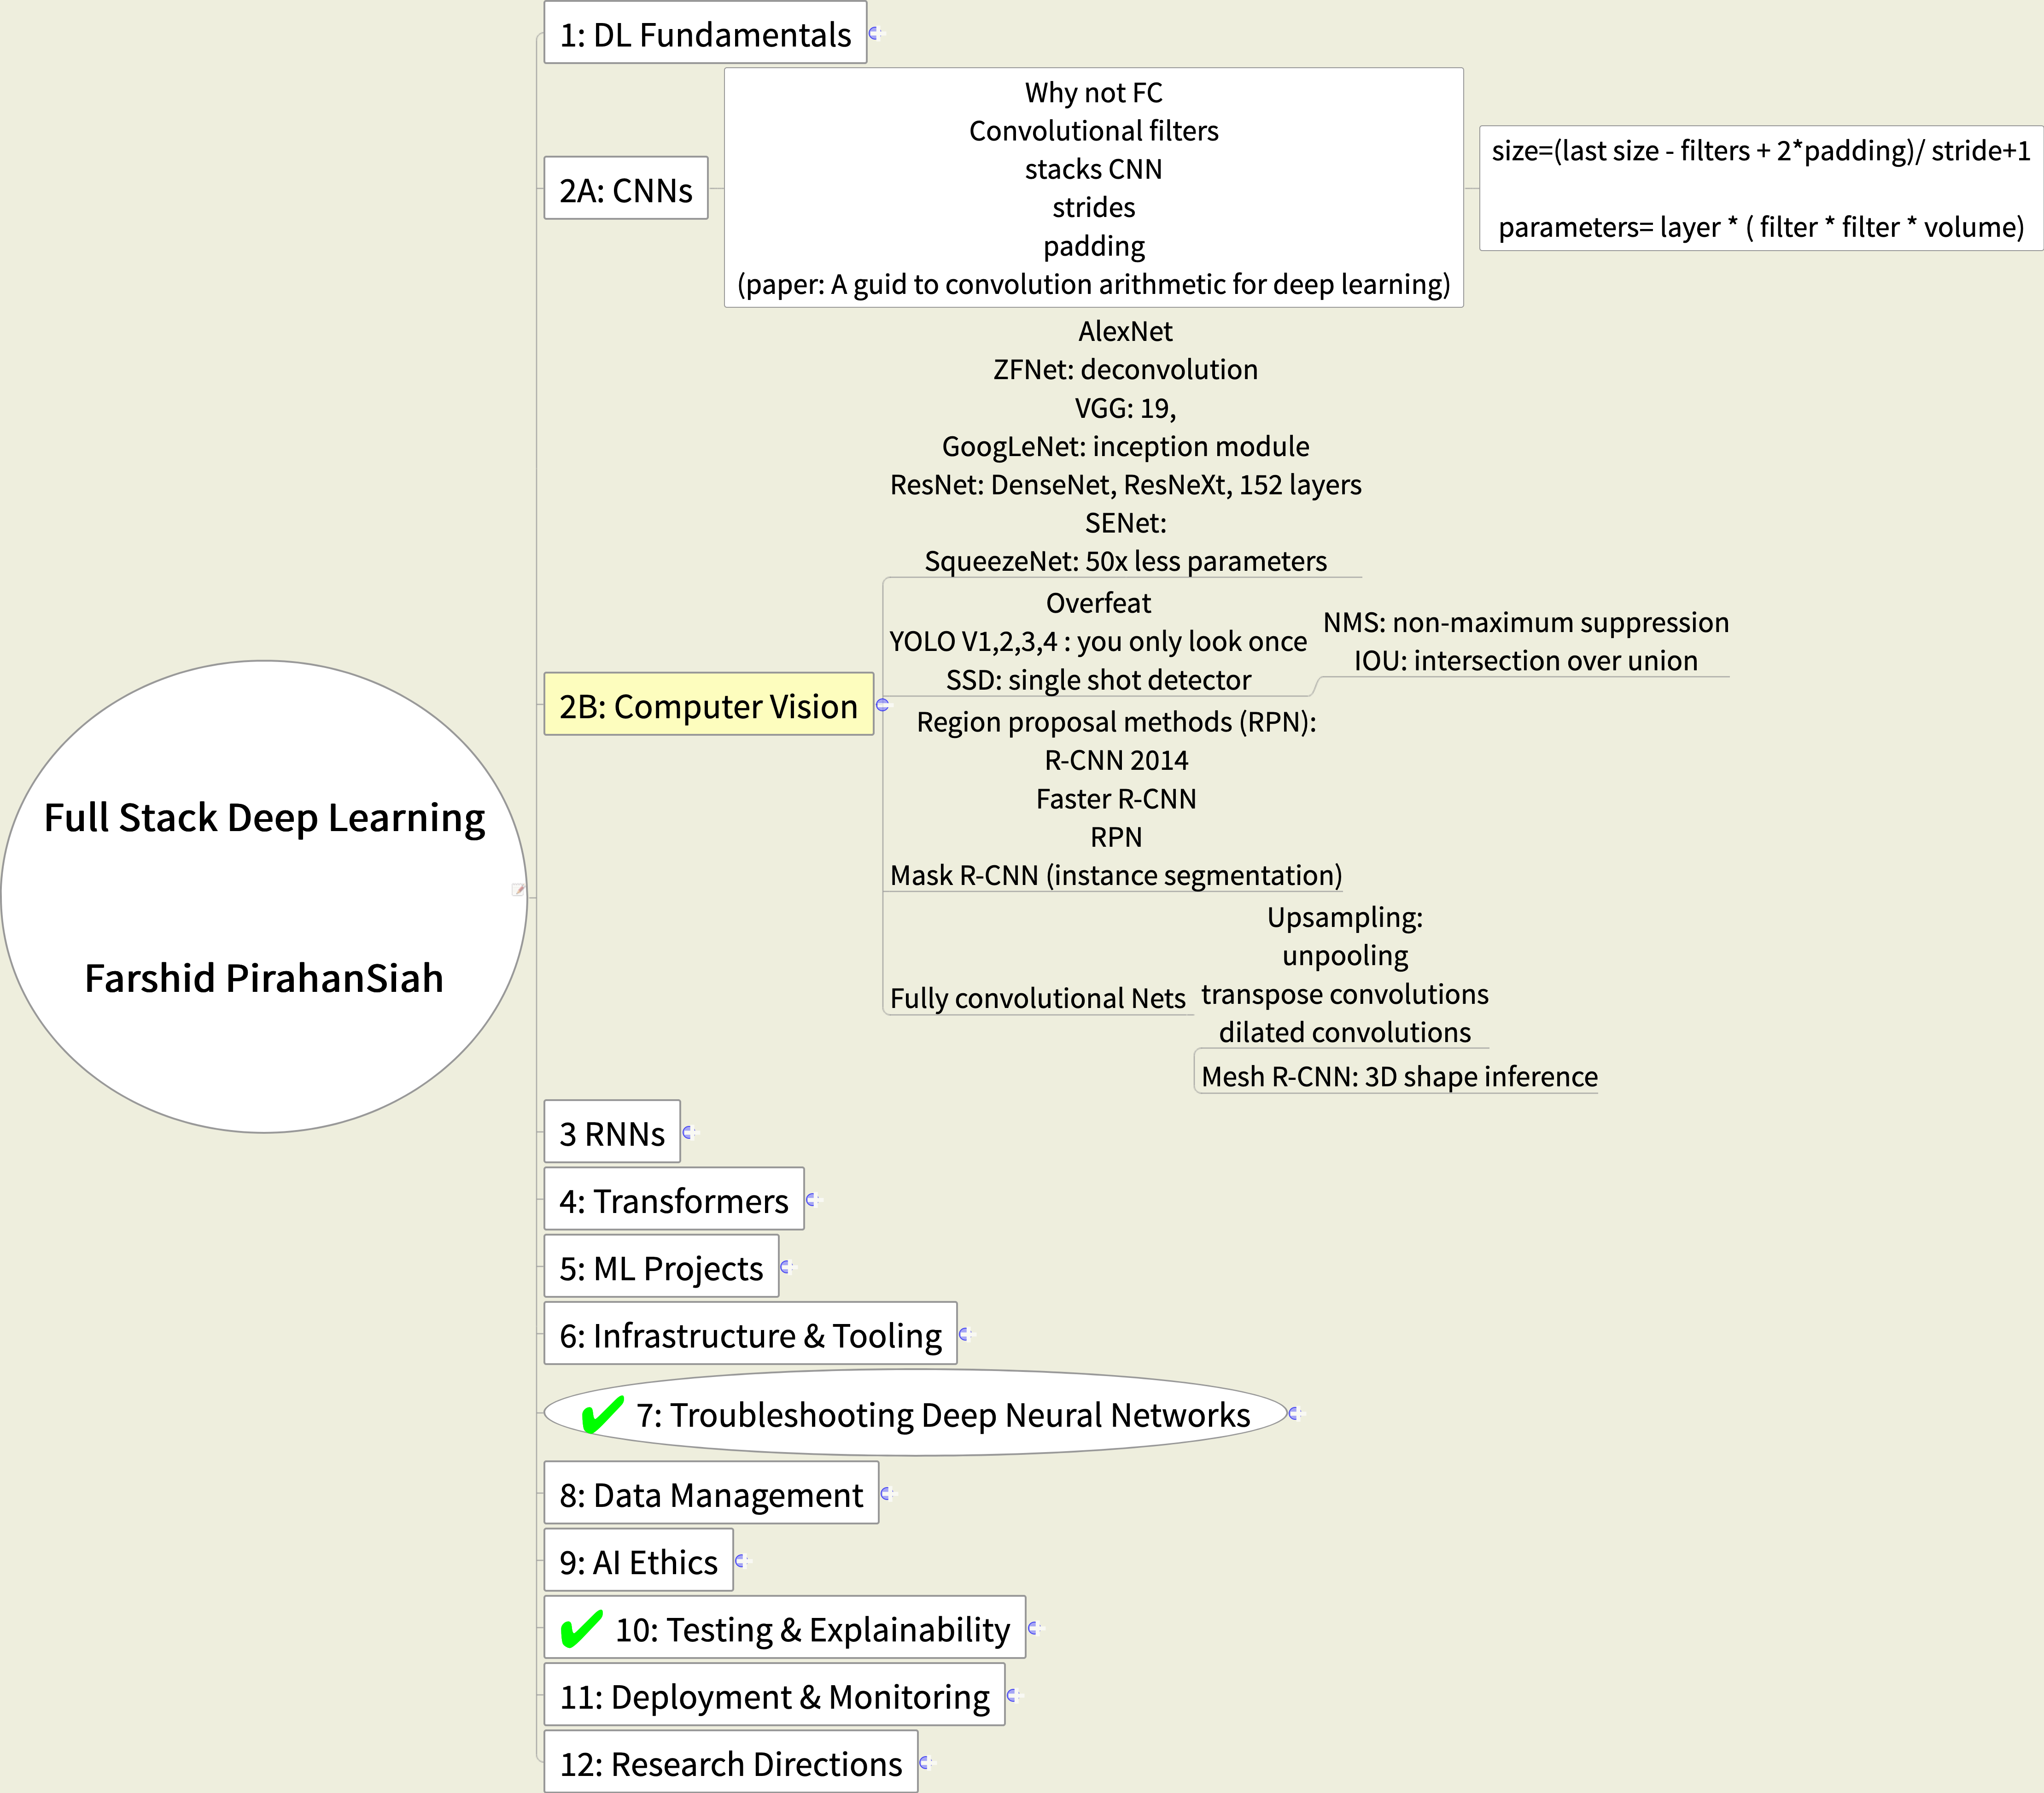 Full Stack Deep Learning
Farshid PirahanSiah
1: DL Fundamentals
2A: CNNs
Why not FC
Convolutional filters
stacks CNN
strides
padding
(paper: A guid to convolution arithmetic for deep learning)
size=(last size - filters + 2*padding)/ stride+1
parameters= layer * ( filter * filter * volume)
2B: Computer Vision
AlexNet
ZFNet: deconvolution
VGG: 19,
GoogLeNet: inception module
ResNet: DenseNet, ResNeXt, 152 layers
SENet:
SqueezeNet: 50x less parameters
Overfeat
YOLO V1,2,3,4 : you only look once
SSD: single shot detector
NMS: non-maximum suppression
IOU: intersection over union
Region proposal methods (RPN):
R-CNN 2014
Faster R-CNN
RPN
Mask R-CNN (instance segmentation)
Fully convolutional Nets
Upsampling:
unpooling
transpose convolutions
dilated convolutions
Mesh R-CNN: 3D shape inference
3 RNNs
4: Transformers
5: ML Projects
6: Infrastructure & Tooling
7: Troubleshooting Deep Neural Networks
8: Data Management
9: AI Ethics
10: Testing & Explainability
11: Deployment & Monitoring
12: Research Directions